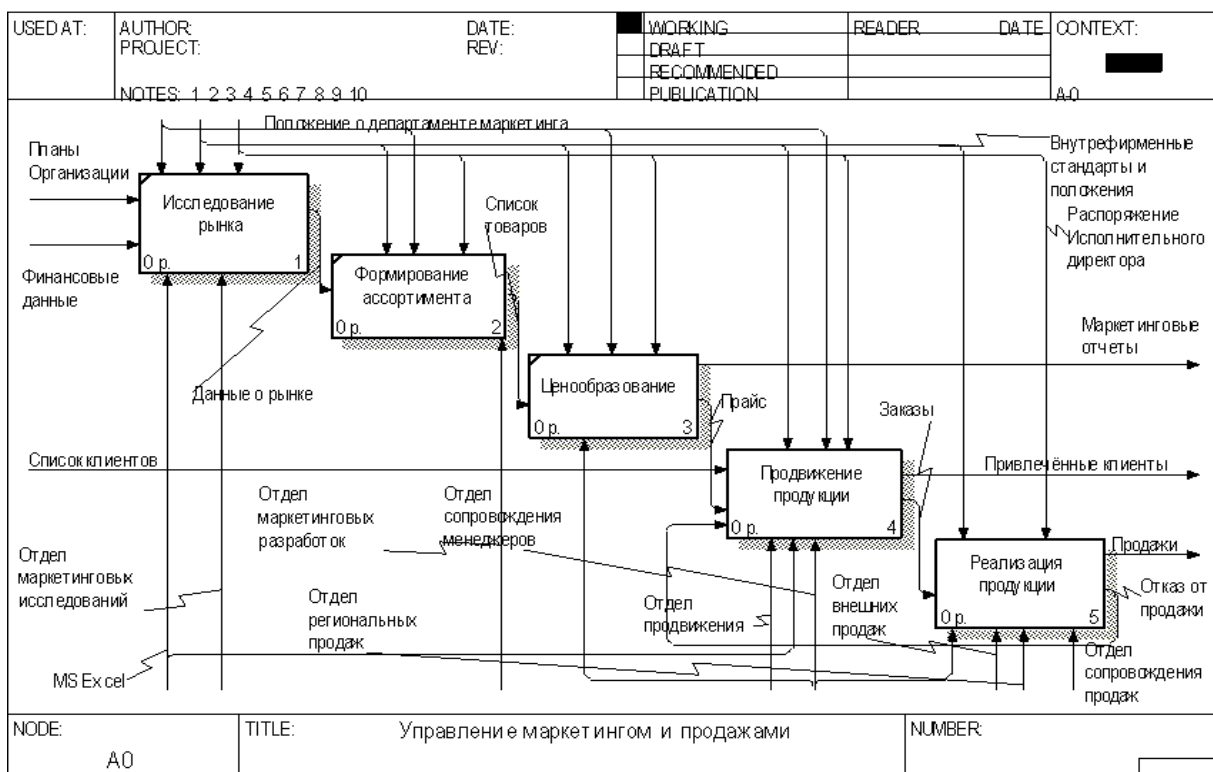 USED AT:
AUTHOR:
DATE:
PROJECT:
REV:
NOTES: 1 2 3 4 5 6 7 8 9 10
WORKING
DRAFT
RECOMMENDED
PUBLICATION
READER
DATE
CONTEXT:
A-0
Положение о департаменте маркетинга
Планы
Организации
Внутрефирменные
стандарты и
положения
Исследование
рынка
0 р.
1
Список
товаров
Распоряжение
Исполнительного
директора
Финансовые
данные
Формирование
ассортимента
0 р.
2
Маркетинговые
отчеты
Данные о рынке
Ценообразование
0 р.
3
Прайс
Заказы
Список клиентов
Продвижение
продукции
0 р.
4
Привлечённые клиенты
Отдел
маркетинговых
разработок
Отдел
сопровождения
менеджеров
Отдел
маркетинговых
исследований
Продажи
Реализация
продукции
0 р.
5
Отказ от
продажи
Отдел
региональных
продаж
Отдел
продвижения
Отдел
внешних
продаж
Отдел
сопровождения
продаж
MS Excel
NODE:
A0
TITLE:
Управление маркетингом и продажами
NUMBER: